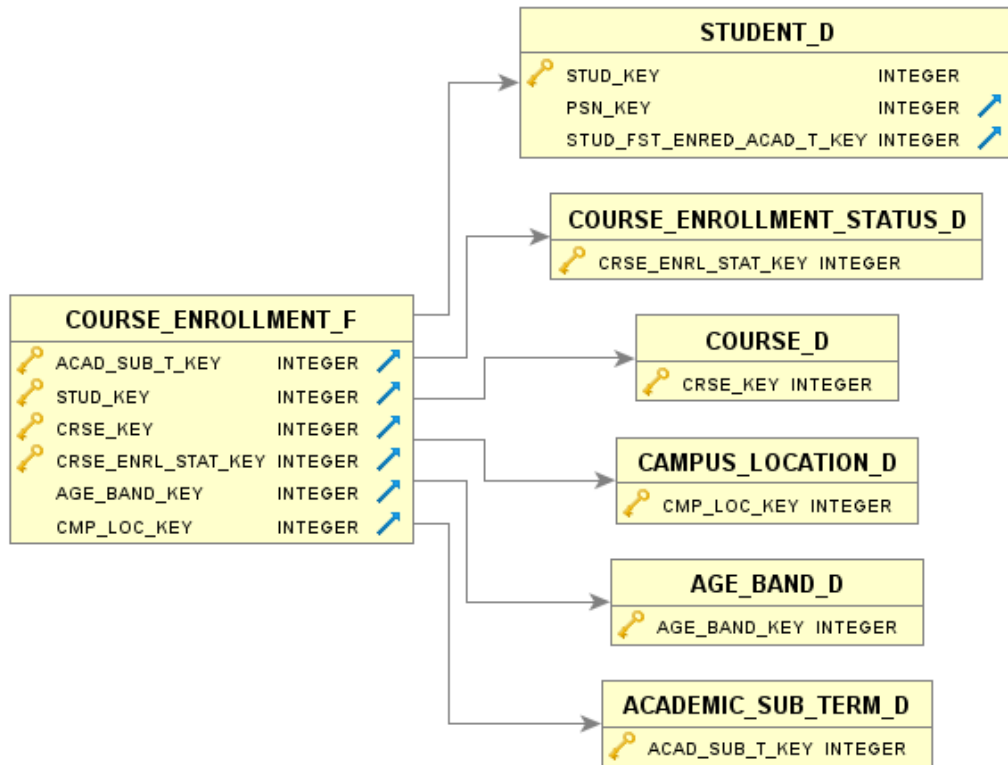 STUDENT_D
STUD_KEY INTEGER
PSN_KEY INTEGER
STUD_FST_ENRED_ACAD_T_KEY INTEGER
COURSE_ENROLLMENT_STATUS_D
CRSE_ENRL_STAT_KEY INTEGER
COURSE_ENROLLMENT_F
ACAD_SUB_T_KEY INTEGER
STUD_KEY INTEGER
CRSE_KEY INTEGER
CRSE_ENRL_STAT_KEY INTEGER
AGE_BAND_KEY INTEGER
CMP_LOC_KEY INTEGER
COURSE_D
CRSE_KEY INTEGER
CAMPUS_LOCATION_D
CMP_LOC_KEY INTEGER
AGE_BAND_D
AGE_BAND_KEY INTEGER
ACADEMIC_SUB_TERM_D
ACAD_SUB_T_KEY INTEGER